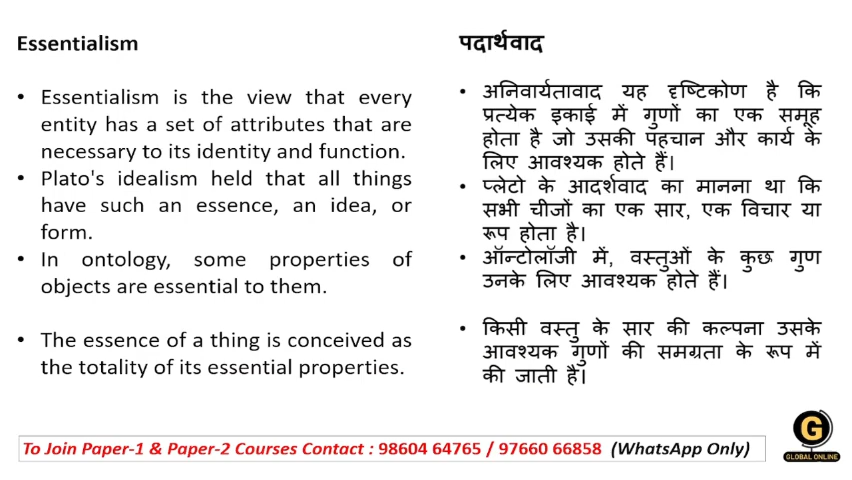 Essentialism
• Essentialism is the view that every
entity has a set of attributes that are
necessary to its identity and function.
• Plato's idealism held that all things
have such an essence, an idea, or
form.
• In ontology, some properties of
objects are essential to them.
• The essence of a thing is conceived as
the totality of its essential properties.
पदार्थवाद
• अनिवार्यतावाद यह दृष्टिकोण है कि
प्रत्येक इकाई में गुणों का एक समूह
होता है जो उसकी पहचान और कार्य के
लिए आवश्यक होते हैं।
• प्लेटो के आदर्शवाद का मानना था कि
सभी चीजों का एक सार, एक विचार या
रूप होता है।
• ऑन्टोलॉजी में, वस्तुओं के कुछ गुण
उनके लिए आवश्यक होते हैं।
• किसी वस्तु के सार की कल्पना उसके
आवश्यक गुणों की समग्रता के रूप में
की जाती है।
To Join Paper-1 & Paper-2 Courses Contact : 98604 64765 / 97660 66858 (WhatsApp Only)
G
GLOBAL ONLINE